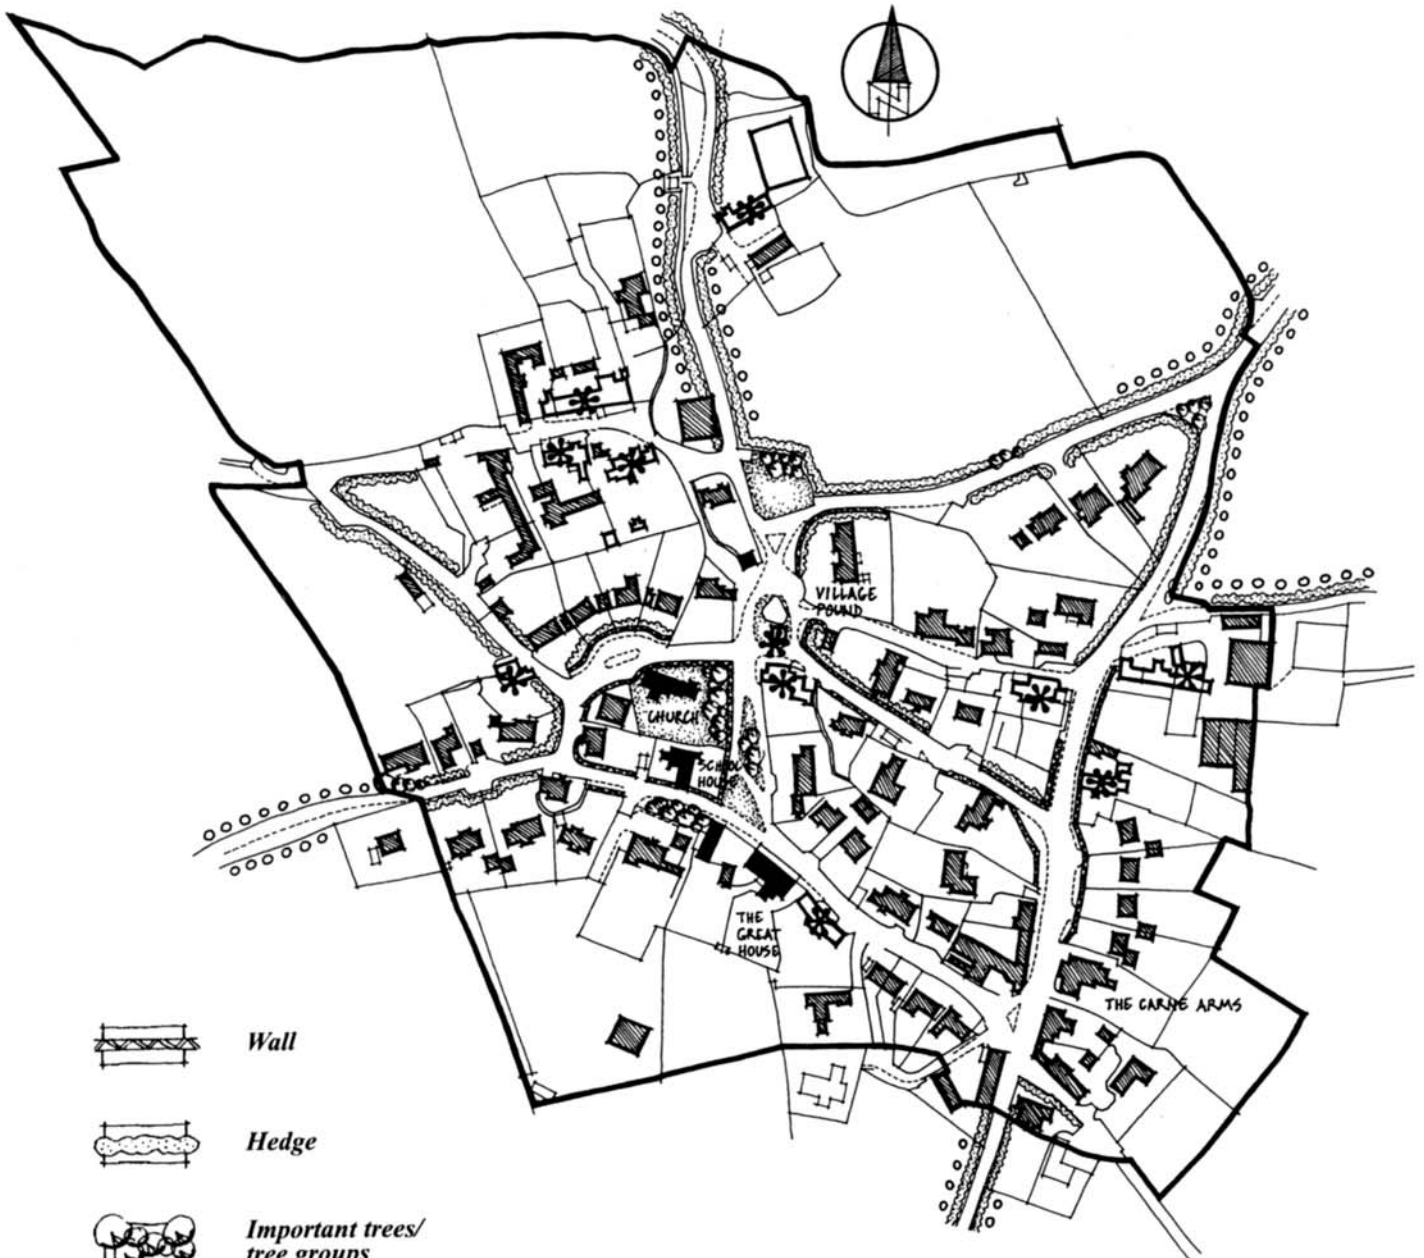 N
VILLAGE
POUND
CHURCH
SCHOOL
HOUSE
THE
GREAT
HOUSE
THE CARNE ARMS
Wall
Hedge
Important trees/
tree groups